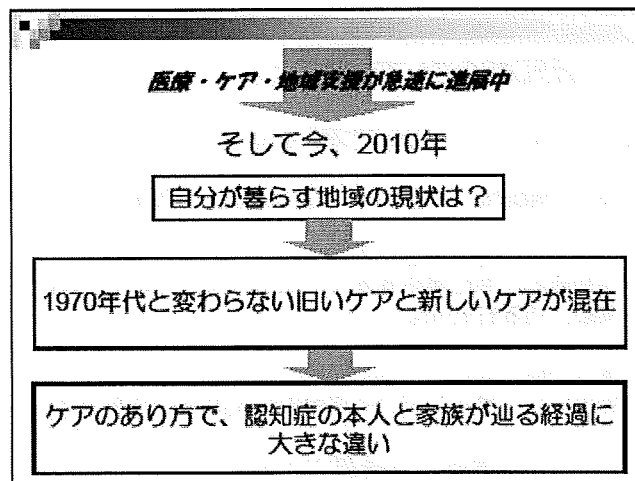 医療・ケア・地域支援が急速に進展中
そして今、2010年
自分が暮らす地域の現状は？
1970年代と変わらない旧いケアと新しいケアが混在
ケアのあり方で、認知症の本人と家族が辿る経過に
大きな違い